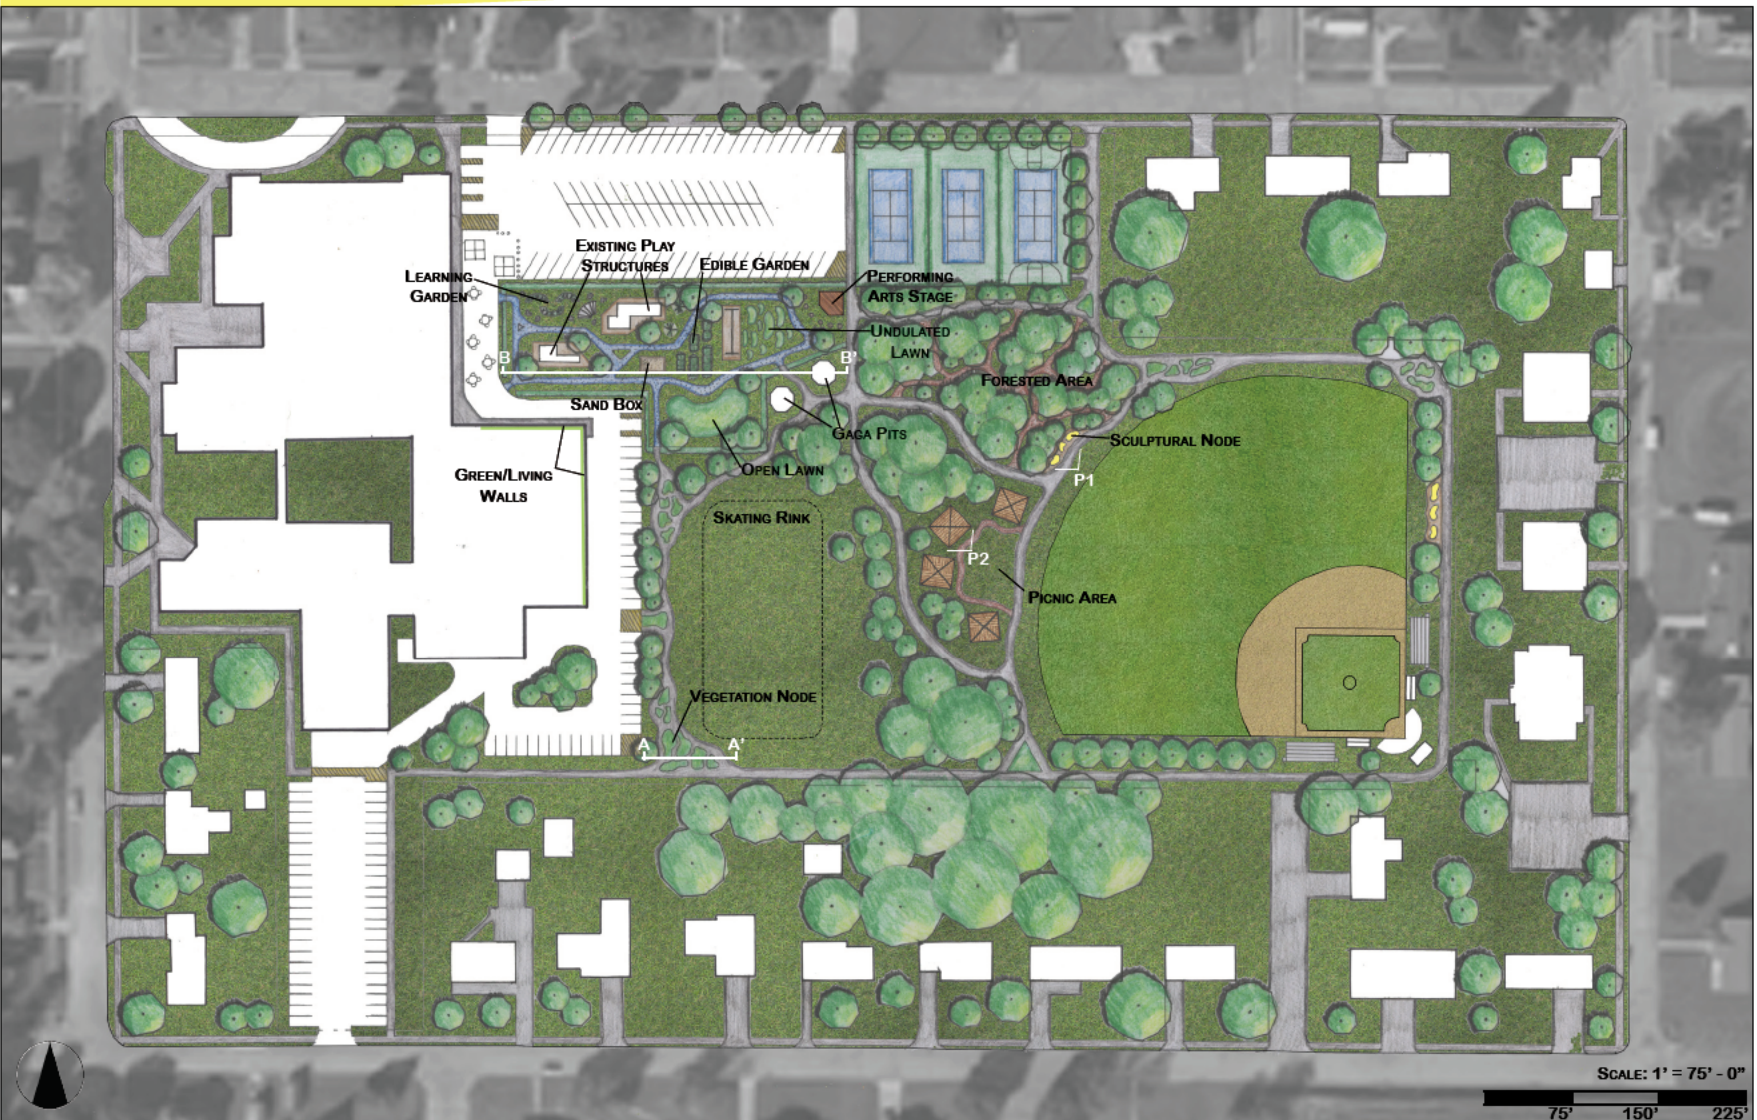 Existing Play
Structures
Edible Garden
Learning
Garden
Performing
Arts Stage
Undulated
Lawn
B
B'
Forested Area
Sand Box
Gaga Pits
Sculptural Node
Open Lawn
P1
Green/Living
Walls
Skating Rink
P2
Picnic Area
Vegetation Node
A
A'
Scale: 1' = 75' - 0"
75'
150'
225'